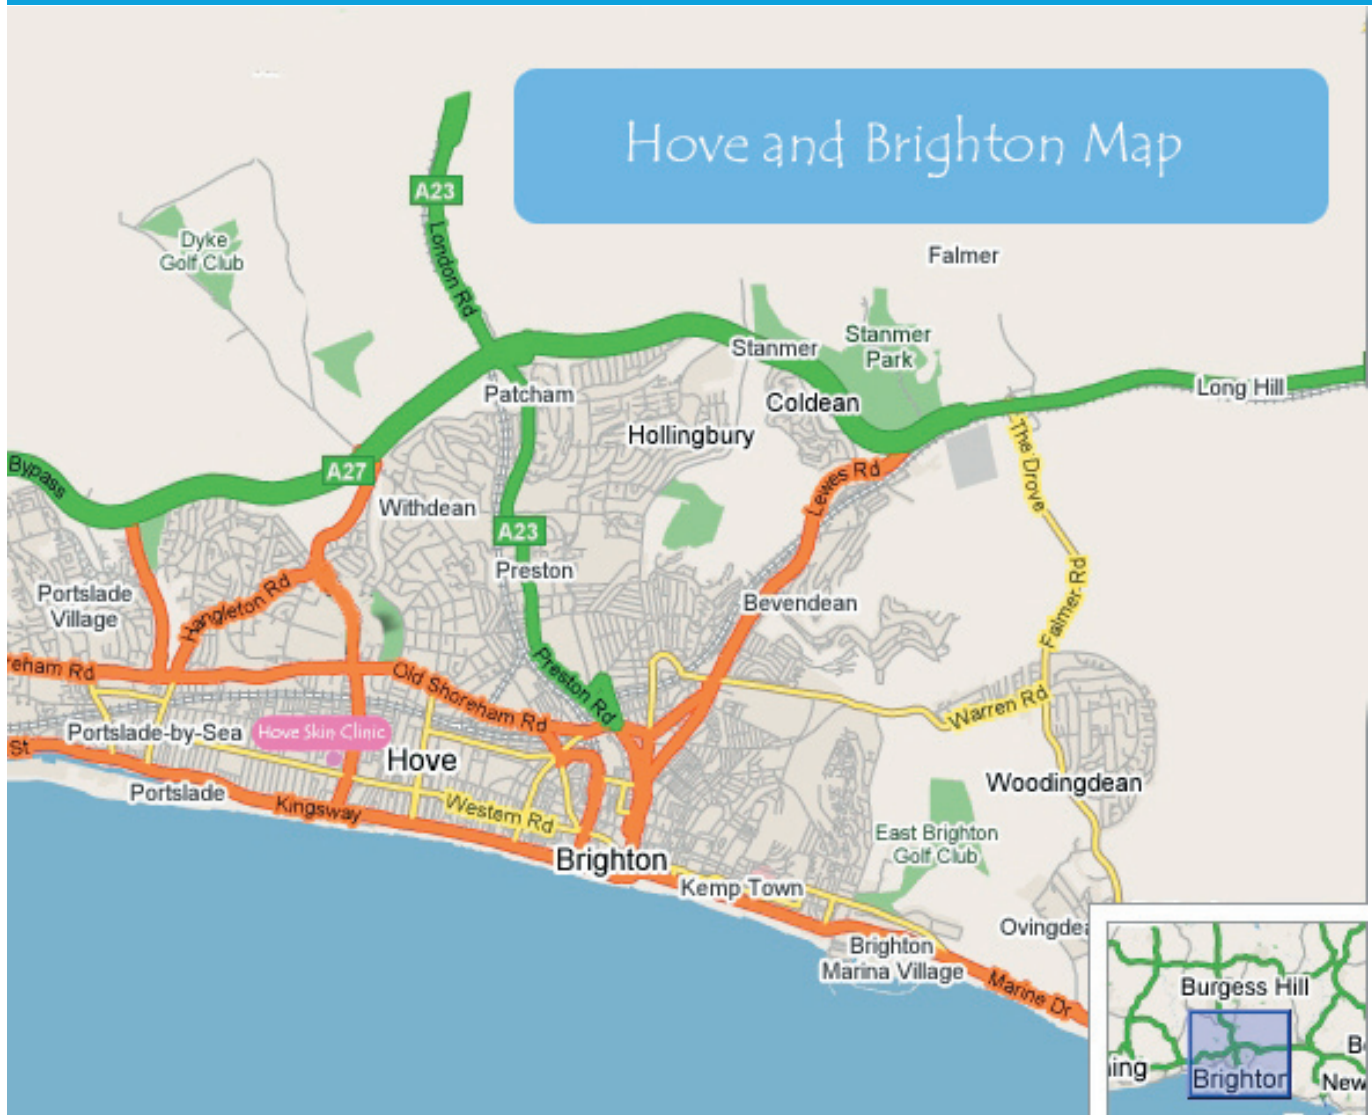 Hove and Brighton Map
A23
London Rd
Dyke
Golf Club
Falmer
Stanmer
Stanmer
Park
Long Hill
Patcham
Coldean
Hollingbury
The Drove
Bypass
A27
Lewes Rd
Withdean
A23
Preston
Falmer Rd
Portslade
Village
Hangleton Rd
Bevendean
reham Rd
Old Shoreham Rd
Preston Rd
Warren Rd
Portslade-by-Sea
Hove Skin Clinic
St
Hove
Woodingdean
Portslade
Kingsway
Western Rd
East Brighton
Golf Club
Brighton
Kemp Town
Ovingdea
Brighton
Marina Village
Marine Dr
Burgess Hill
B
ing
Brighton
New